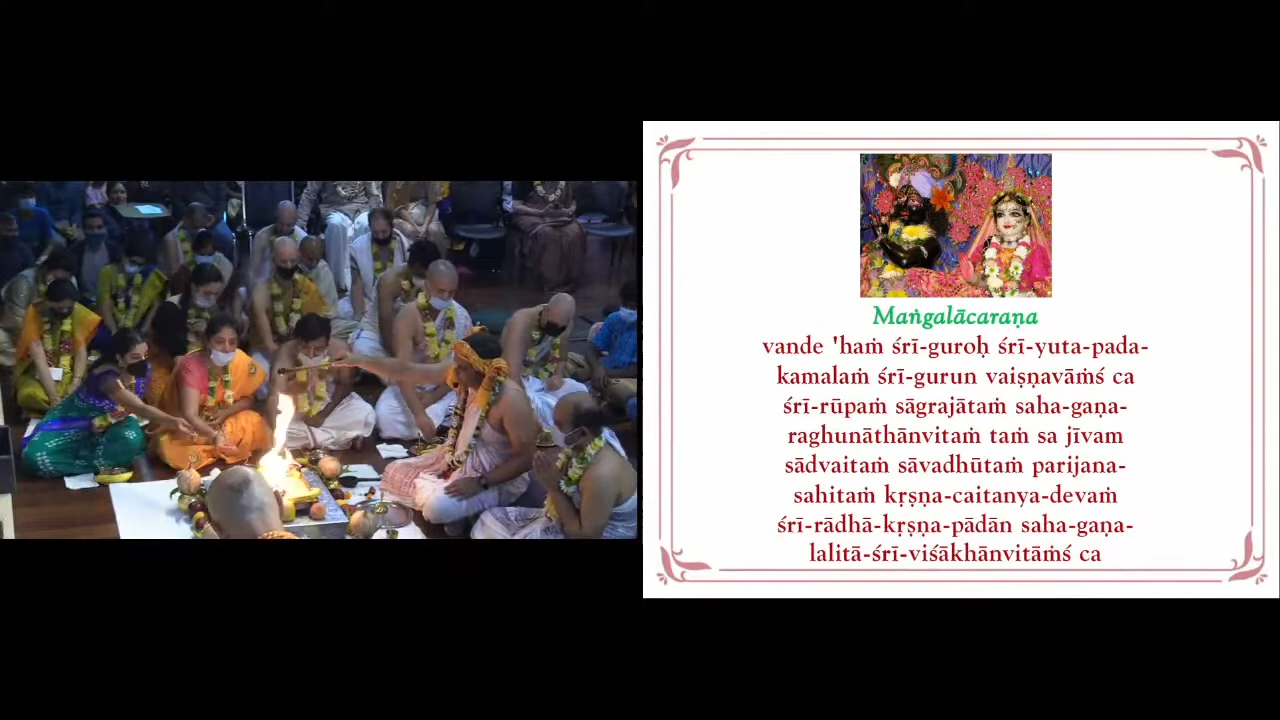 Maṅgalācaraṇa
vande 'haṁ śrī-guroḥ śrī-yuta-pada-
kamalaṁ śrī-gurun vaiṣṇavāṁś ca
śrī-rūpaṁ sāgrajātaṁ saha-gaṇa-
raghunāthānvitaṁ taṁ sa jīvam
sādvaitaṁ sāvadhūtaṁ parijana-
sahitaṁ kṛṣṇa-caitanya-devaṁ
śrī-rādhā-kṛṣṇa-pādān saha-gaṇa-
lalitā-śrī-viśākhānvitāṁś ca